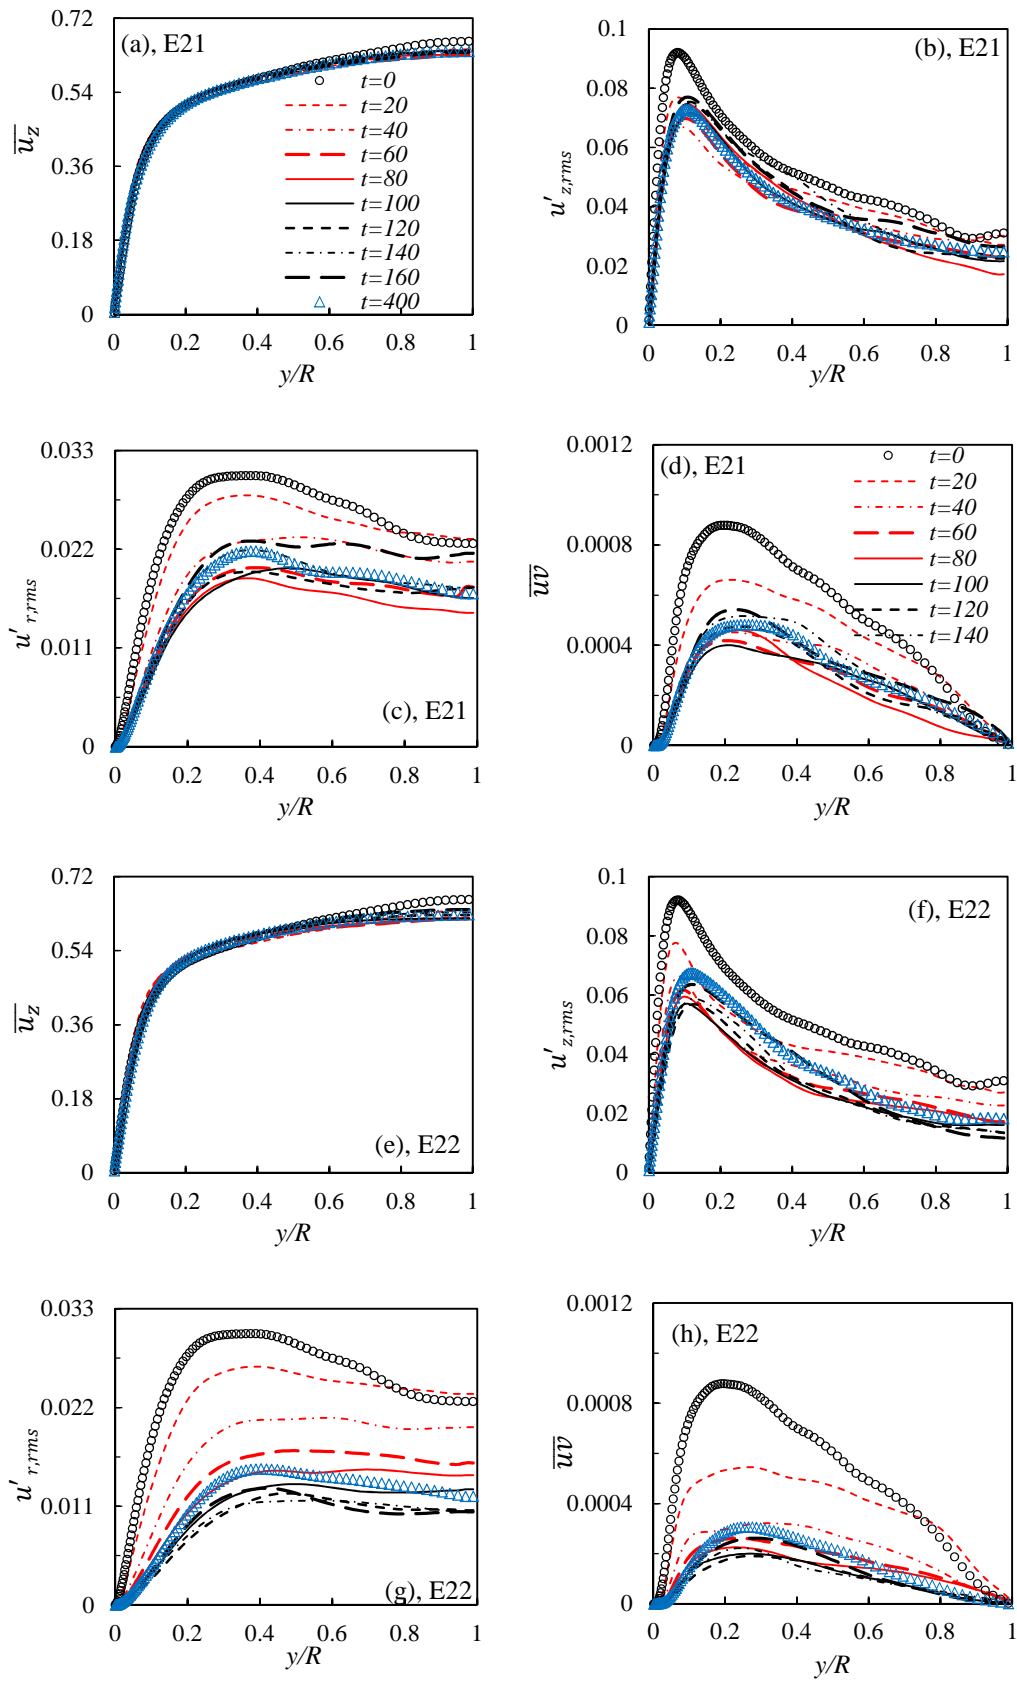 0.72
0.54
0.36
0.18
0
(a), E21
t=0
t=20
t=40
t=60
t=80
t=100
t=120
t=140
t=160
t=400
u̅z
0 0.2 0.4 0.6 0.8 1
y/R
0.1
0.08
0.06
0.04
0.02
0
(b), E21
u′z,rms
0 0.2 0.4 0.6 0.8 1
y/R
0.033
0.022
0.011
0
(c), E21
u′r,rms
0 0.2 0.4 0.6 0.8 1
y/R
0.0012
0.0008
0.0004
0
(d), E21
t=0
t=20
t=40
t=60
t=80
t=100
t=120
t=140
u̅v̅
0 0.2 0.4 0.6 0.8 1
y/R
0.72
0.54
0.36
0.18
0
(e), E22
u̅z
0 0.2 0.4 0.6 0.8 1
y/R
0.1
0.08
0.06
0.04
0.02
0
(f), E22
u′z,rms
0 0.2 0.4 0.6 0.8 1
y/R
0.033
0.022
0.011
0
(g), E22
u′r,rms
0 0.2 0.4 0.6 0.8 1
y/R
0.0012
0.0008
0.0004
0
(h), E22
u̅v̅
0 0.2 0.4 0.6 0.8 1
y/R